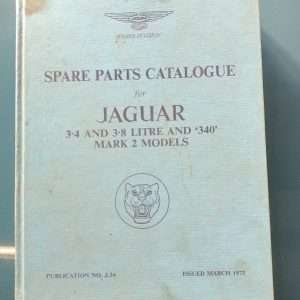 SPARE PARTS CATALOGUE
for
JAGUAR
3·4 AND 3·8 LITRE AND ‘340’
MARK 2 MODELS
PUBLICATION NO. J.34
ISSUED MARCH 1972